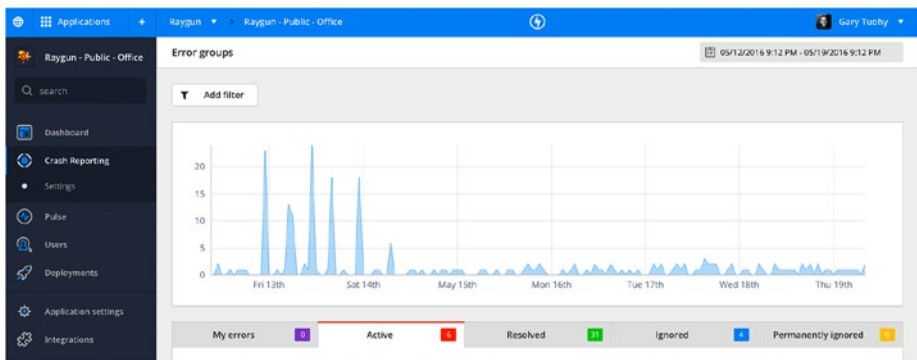 Applications +
Raygun Raygun - Public - Office
Gary Tuohy
Raygun - Public - Office
Error groups
05/12/2016 9:12 PM - 05/19/2016 9:12 PM
search
Add filter
Dashboard
Crash Reporting
Settings
Pulse
Users
Deployments
Application settings
Integrations
20
15
10
5
0
Fri 13th Sat 14th May 15th Mon 16th Tue 17th Wed 18th Thu 19th
My errors 0 Active 6 Resolved 31 Ignored 4 Permanently ignored 0